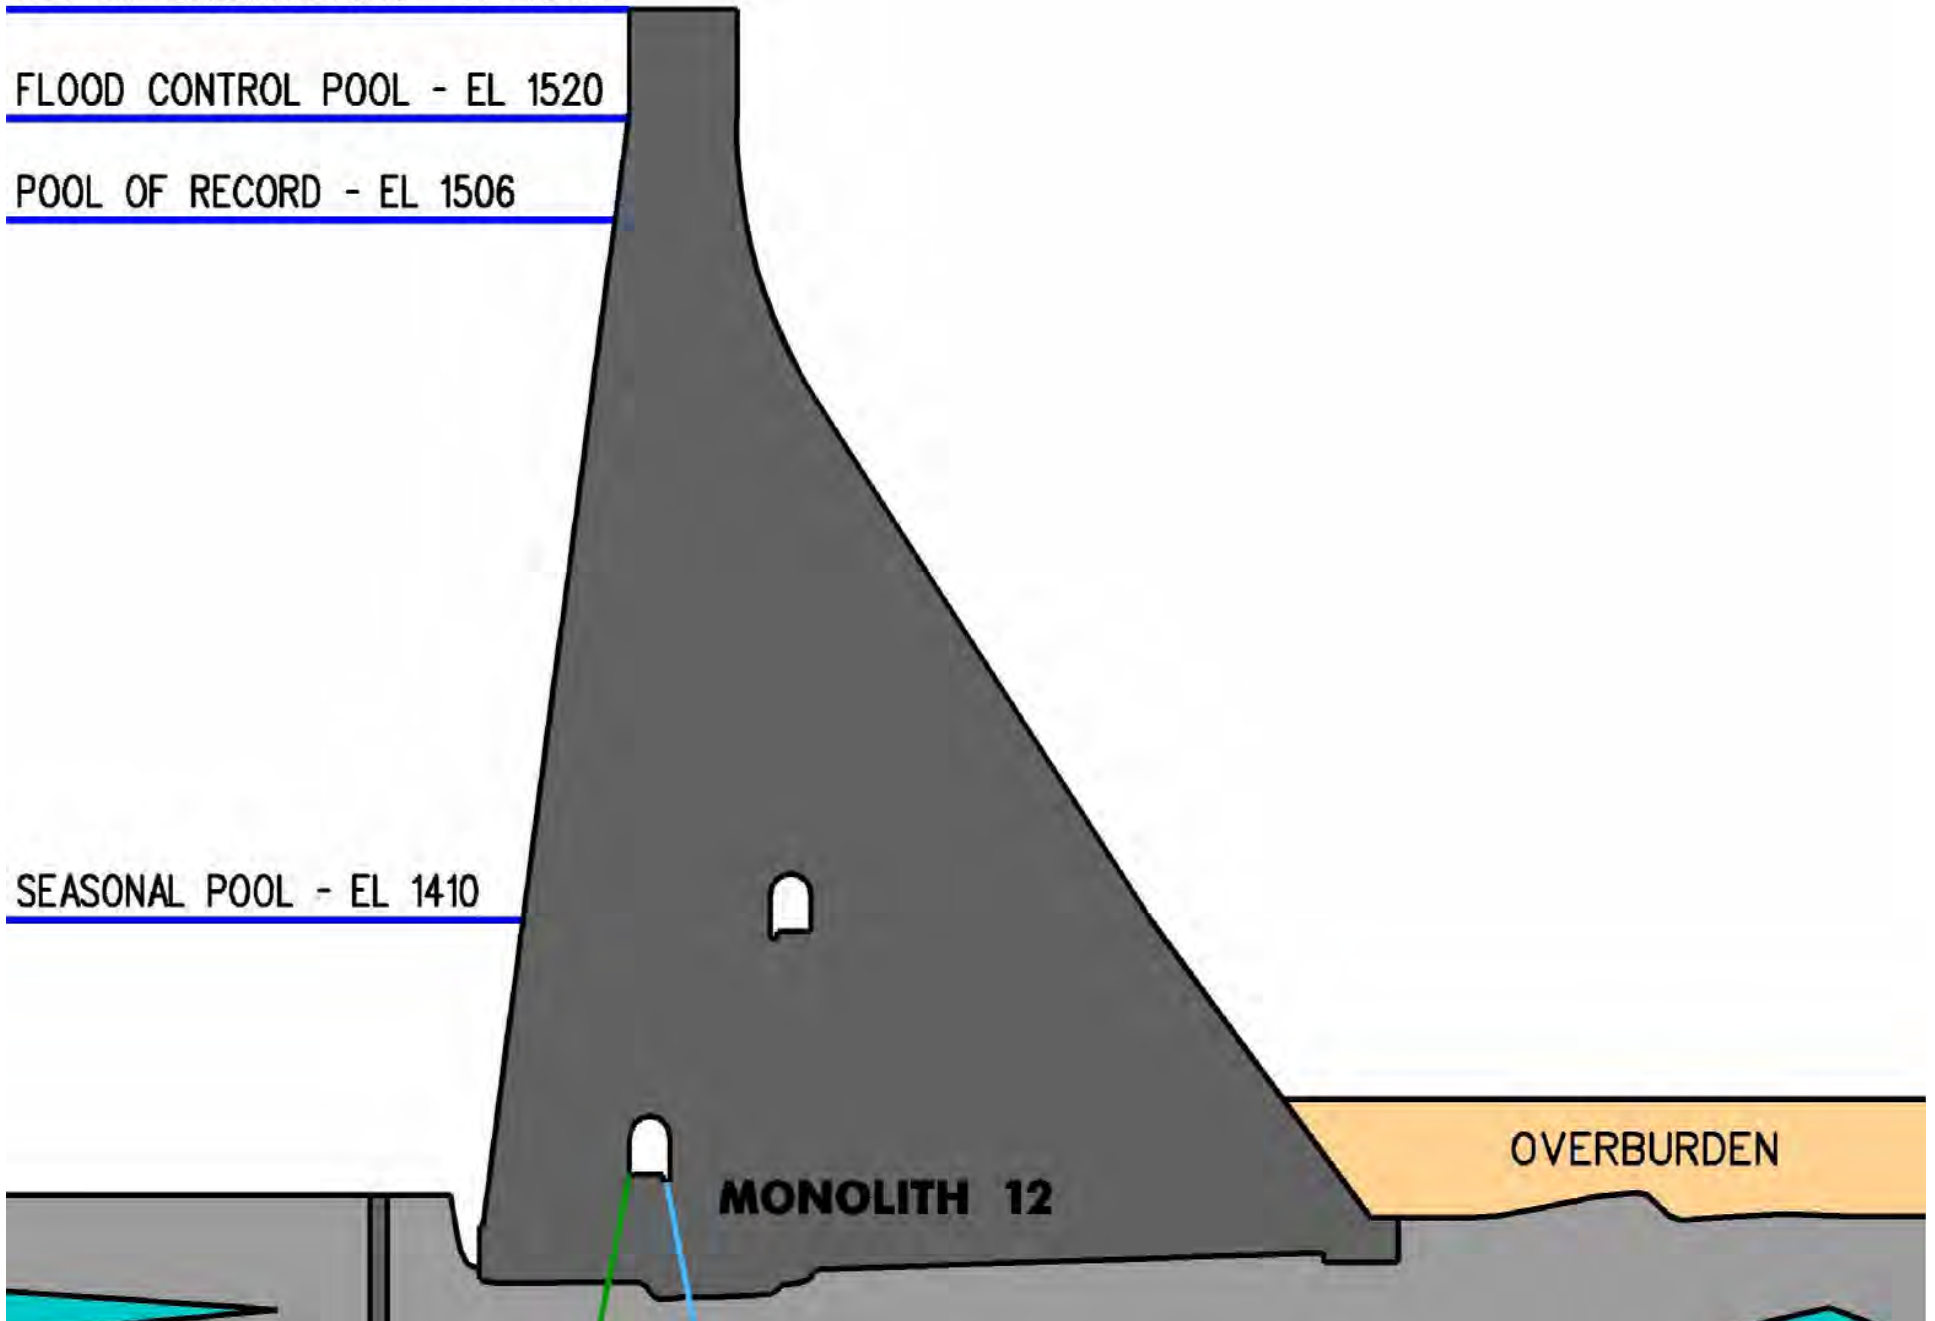 FLOOD CONTROL POOL - EL 1520
POOL OF RECORD - EL 1506
SEASONAL POOL - EL 1410
OVERBURDEN
MONOLITH 12